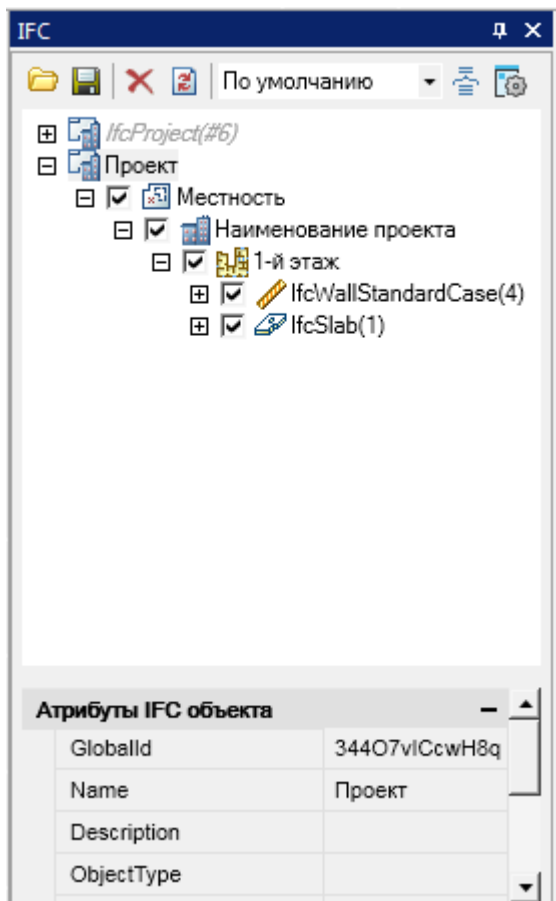 IFC
По умолчанию
IfcProject(#6)
Проект
Местность
Наименование проекта
1-й этаж
IfcWallStandardCase(4)
IfcSlab(1)
Атрибуты IFC объекта
GlobalId 344O7vICcwH8q
Name Проект
Description
ObjectType